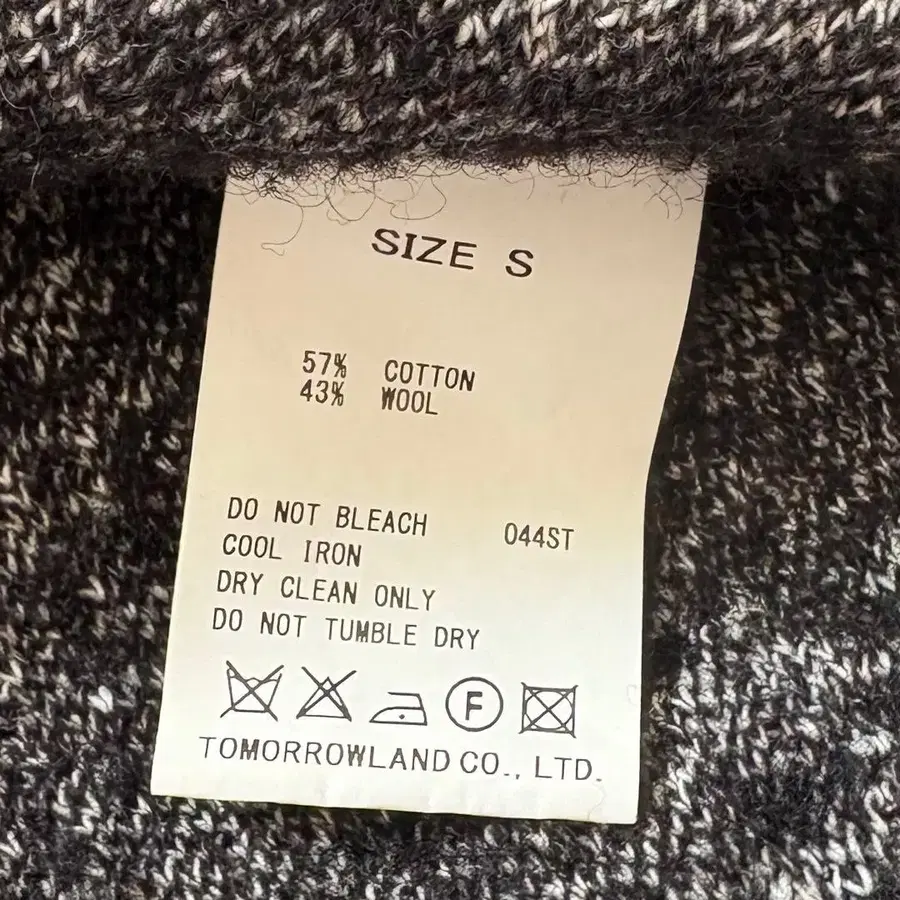 SIZE S
57% COTTON
43% WOOL
DO NOT BLEACH 044ST
COOL IRON
DRY CLEAN ONLY
DO NOT TUMBLE DRY
F
TOMORROWLAND CO., LTD.